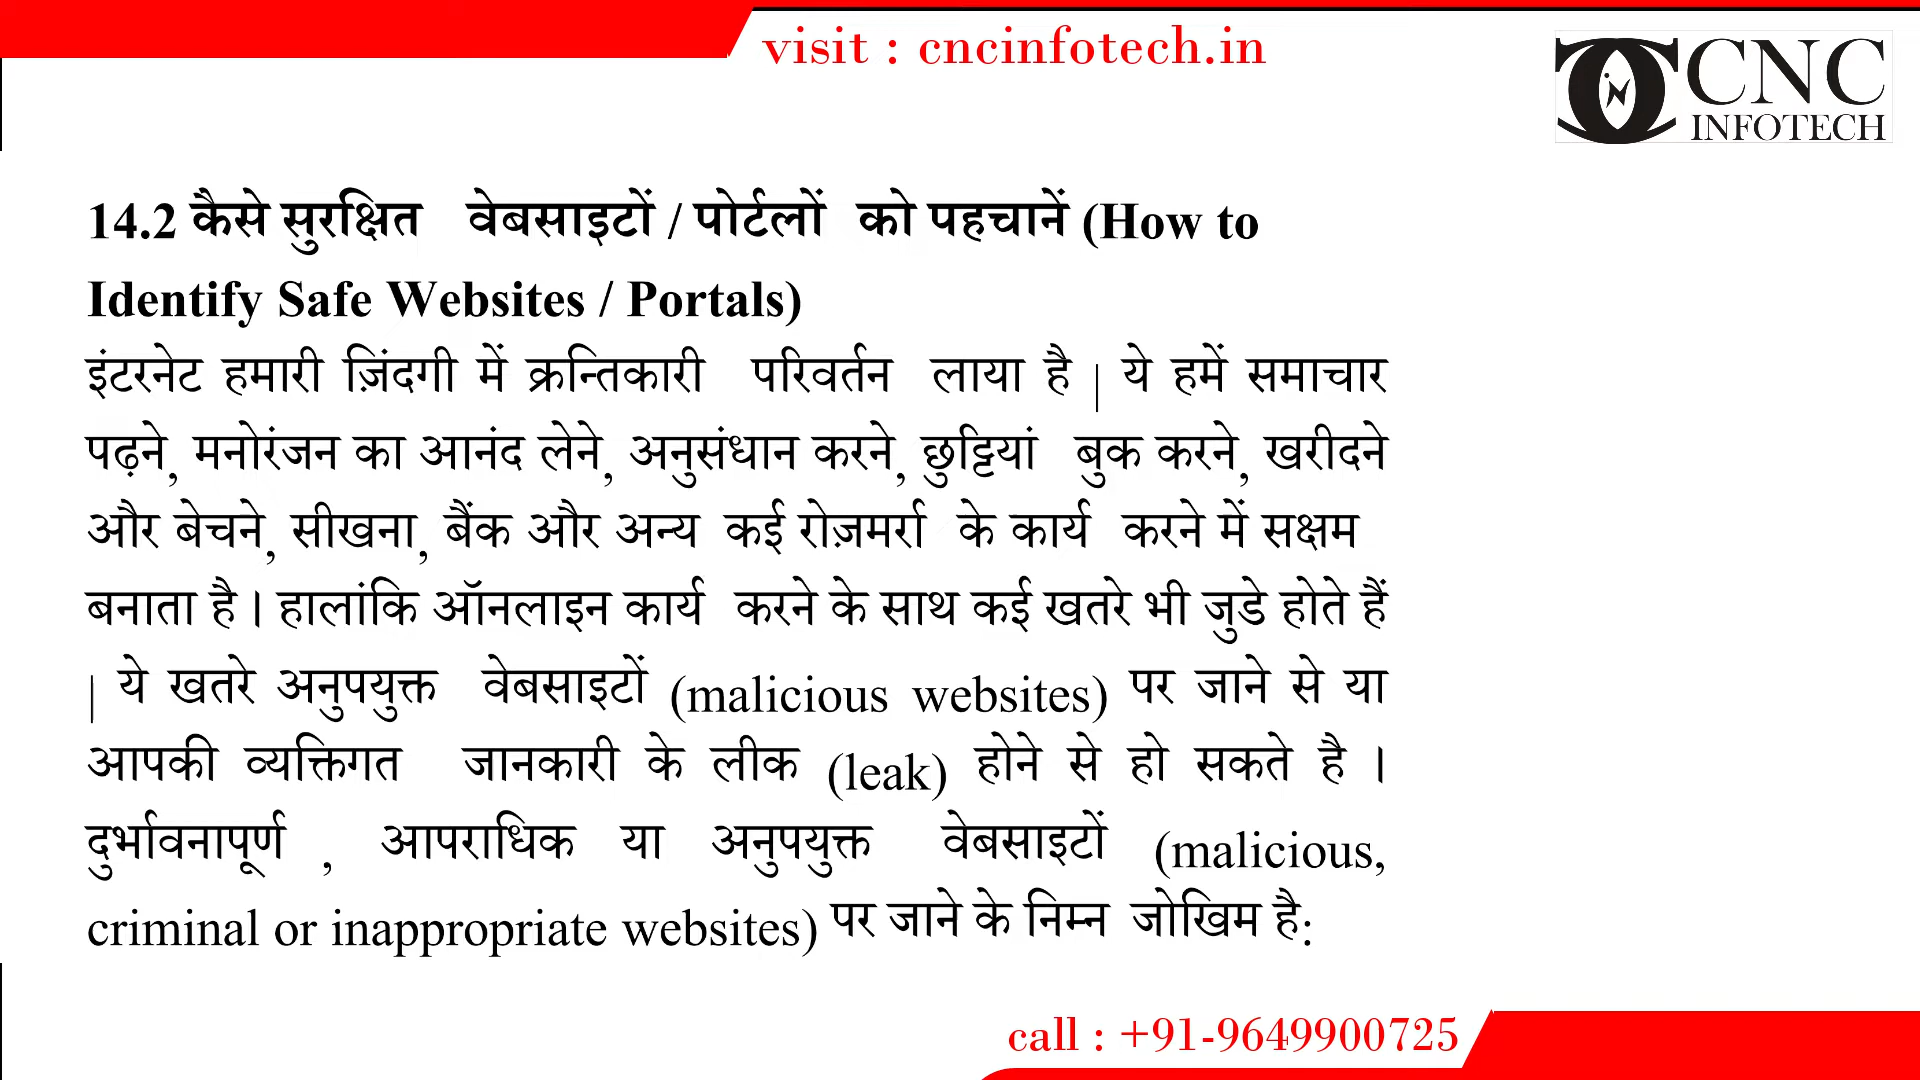 visit : cncinfotech.in
CNC
INFOTECH
14.2 कैसे सुरक्षित वेबसाइटों / पोर्टलों को पहचानें (How to
Identify Safe Websites / Portals)
इंटरनेट हमारी ज़िंदगी में क्रन्तिकारी परिवर्तन लाया है | ये हमें समाचार
पढ़ने, मनोरंजन का आनंद लेने, अनुसंधान करने, छुट्टियां बुक करने, खरीदने
और बेचने, सीखना, बैंक और अन्य कई रोज़मर्रा के कार्य करने में सक्षम
बनाता है। हालांकि ऑनलाइन कार्य करने के साथ कई खतरे भी जुडे होते हैं
| ये खतरे अनुपयुक्त वेबसाइटों (malicious websites) पर जाने से या
आपकी व्यक्तिगत जानकारी के लीक (leak) होने से हो सकते है ।
दुर्भावनापूर्ण , आपराधिक या अनुपयुक्त वेबसाइटों (malicious,
criminal or inappropriate websites) पर जाने के निम्न जोखिम है:
call : +91-9649900725